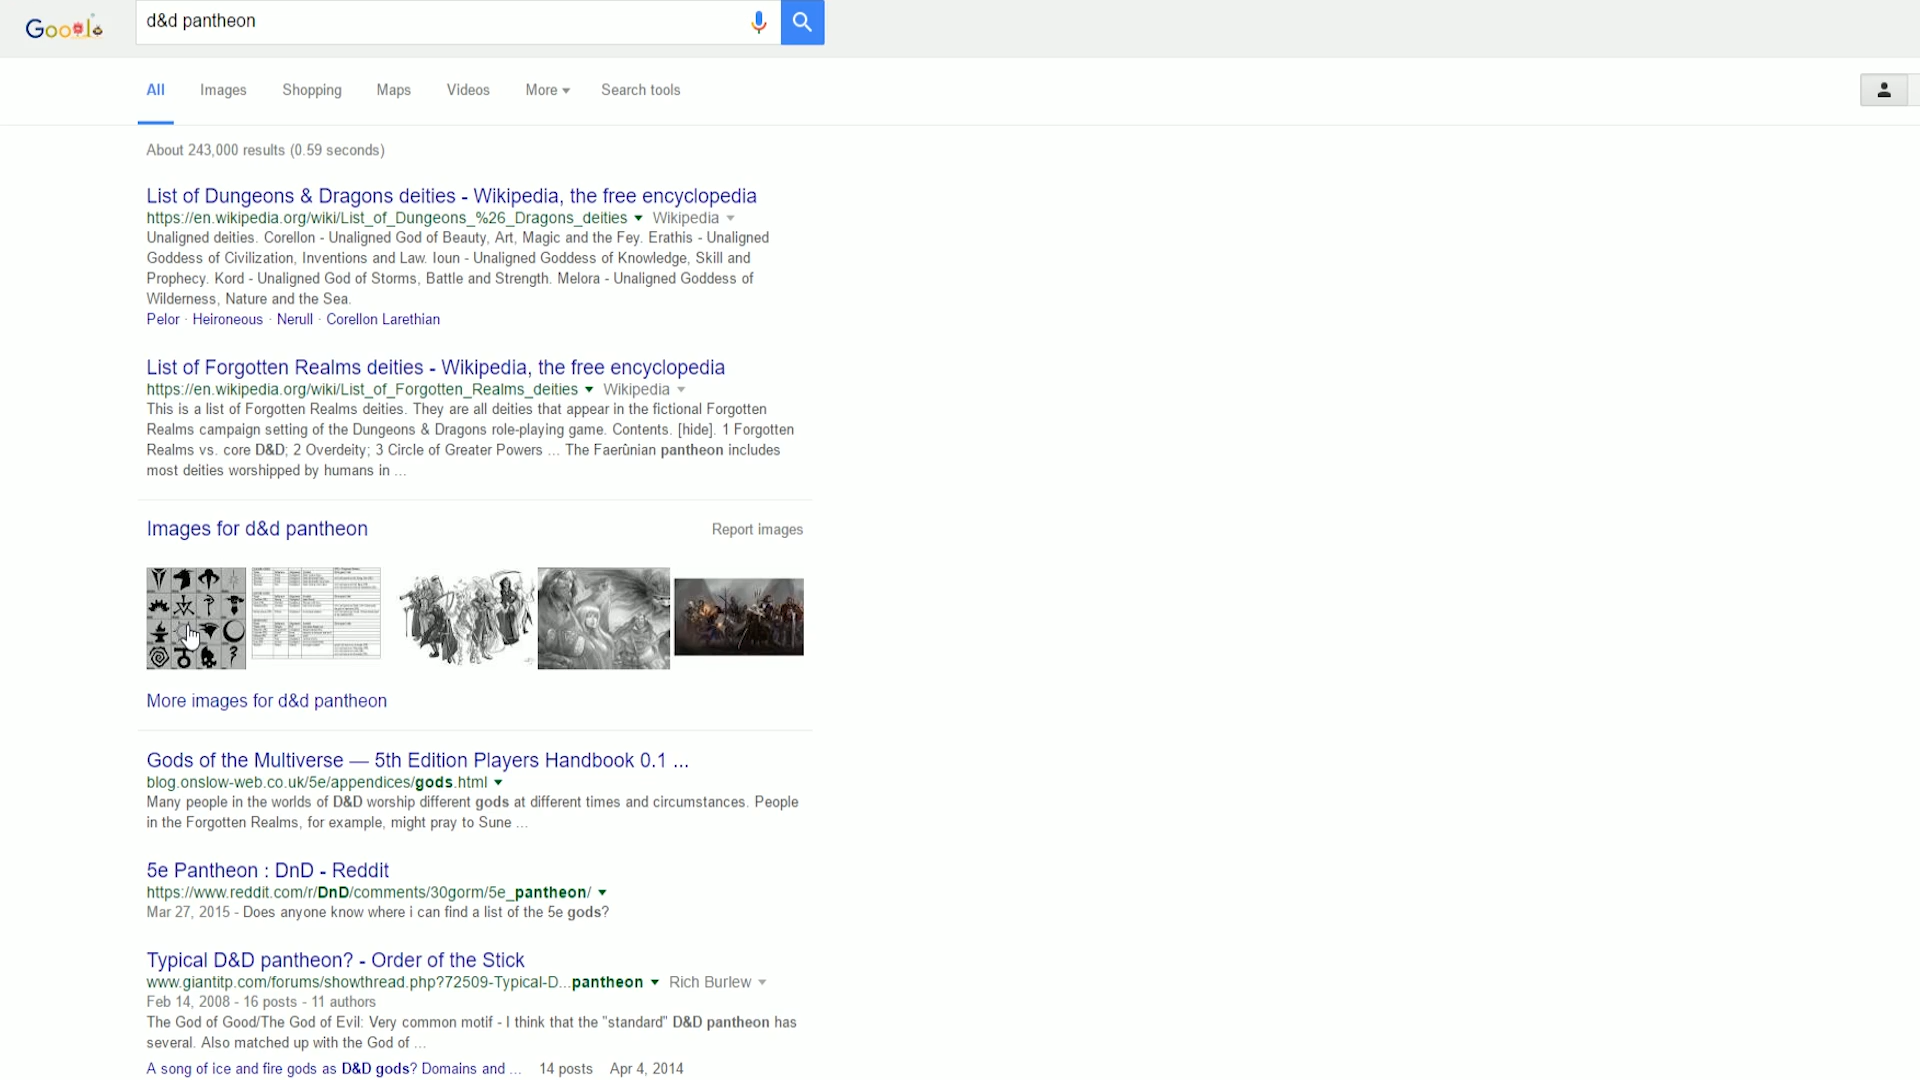 Google
d&d pantheon
All Images Shopping Maps Videos More Search tools
About 243,000 results (0.59 seconds)
List of Dungeons & Dragons deities - Wikipedia, the free encyclopedia
https://en.wikipedia.org/wiki/List_of_Dungeons_%26_Dragons_deities Wikipedia
Unaligned deities. Corellon - Unaligned God of Beauty, Art, Magic and the Fey. Erathis - Unaligned
Goddess of Civilization, Inventions and Law. Ioun - Unaligned Goddess of Knowledge, Skill and
Prophecy. Kord - Unaligned God of Storms, Battle and Strength. Melora - Unaligned Goddess of
Wilderness, Nature and the Sea.
Pelor · Heironeous · Nerull · Corellon Larethian
List of Forgotten Realms deities - Wikipedia, the free encyclopedia
https://en.wikipedia.org/wiki/List_of_Forgotten_Realms_deities Wikipedia
This is a list of Forgotten Realms deities. They are all deities that appear in the fictional Forgotten
Realms campaign setting of the Dungeons & Dragons role-playing game. Contents. [hide]. 1 Forgotten
Realms vs. core D&D; 2 Overdeity; 3 Circle of Greater Powers ... The Faerûnian pantheon includes
most deities worshipped by humans in ...
Images for d&d pantheon Report images
More images for d&d pantheon
Gods of the Multiverse — 5th Edition Players Handbook 0.1 ...
blog.onslow-web.co.uk/5e/appendices/gods.html
Many people in the worlds of D&D worship different gods at different times and circumstances. People
in the Forgotten Realms, for example, might pray to Sune ...
5e Pantheon : DnD - Reddit
https://www.reddit.com/r/DnD/comments/30gorm/5e_pantheon/
Mar 27, 2015 - Does anyone know where i can find a list of the 5e gods?
Typical D&D pantheon? - Order of the Stick
www.giantitp.com/forums/showthread.php?72509-Typical-D...pantheon Rich Burlew
Feb 14, 2008 - 16 posts - 11 authors
The God of Good/The God of Evil: Very common motif - I think that the "standard" D&D pantheon has
several. Also matched up with the God of ...
A song of ice and fire gods as D&D gods? Domains and ... 14 posts Apr 4, 2014